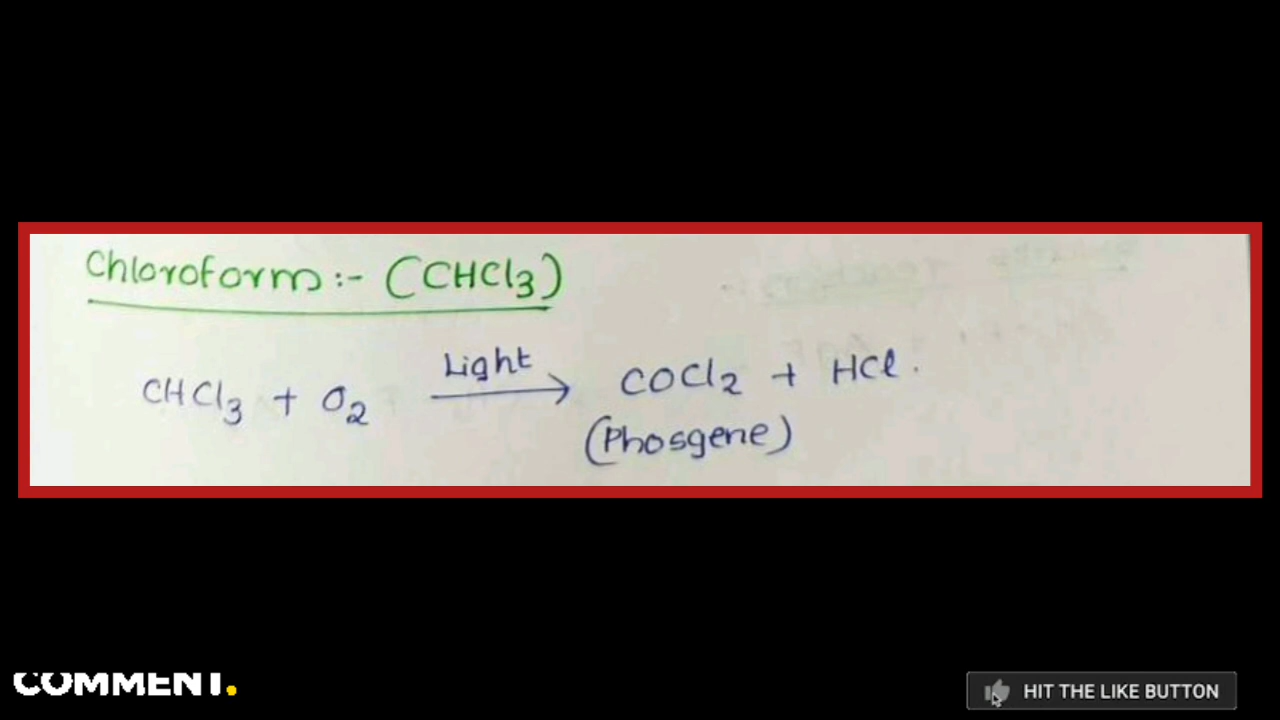 Chloroform :- (CHCl3)
CHCl3 + O2 Light → COCl2 + HCl.
(Phosgene)
COMMENT.
HIT THE LIKE BUTTON